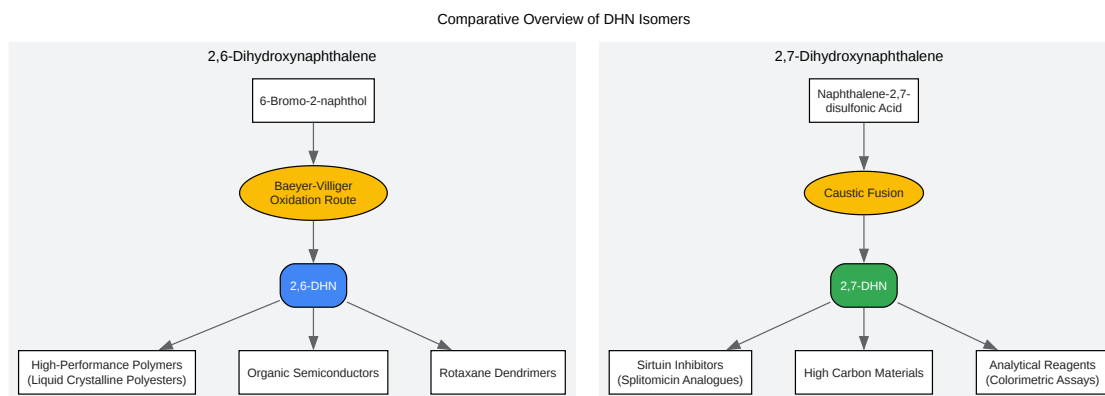 Comparative Overview of DHN Isomers
2,6-Dihydroxynaphthalene
6-Bromo-2-naphthol
Baeyer-Villiger
Oxidation Route
2,6-DHN
High-Performance Polymers
(Liquid Crystalline Polyesters)
Organic Semiconductors
Rotaxane Dendrimers
2,7-Dihydroxynaphthalene
Naphthalene-2,7-
disulfonic Acid
Caustic Fusion
2,7-DHN
Sirtuin Inhibitors
(Splitomicin Analogues)
High Carbon Materials
Analytical Reagents
(Colorimetric Assays)